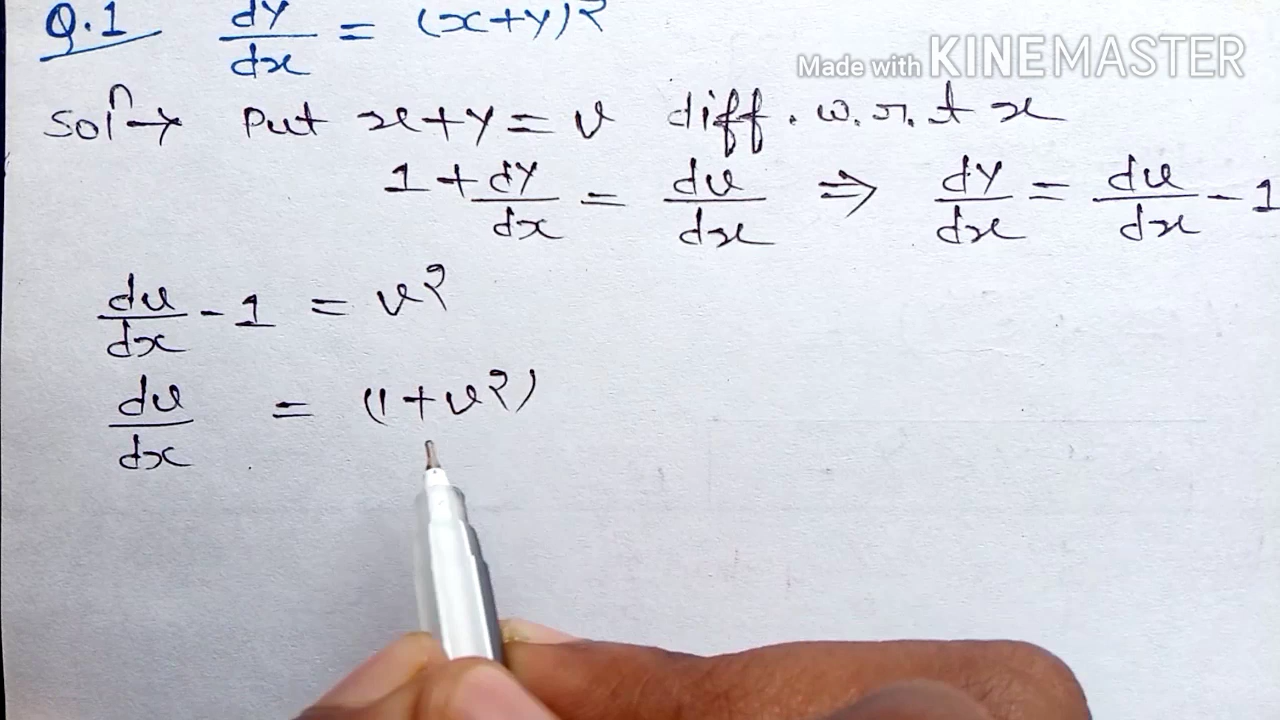 Q.1 dy/dx = (x+y)2
Made with KINEMASTER
Soln → Put x+y=v diff. w.r.t x
1+dy/dx = dv/dx ⇒ dy/dx = dv/dx - 1
dv/dx - 1 = v2
dv/dx = (1+v2)